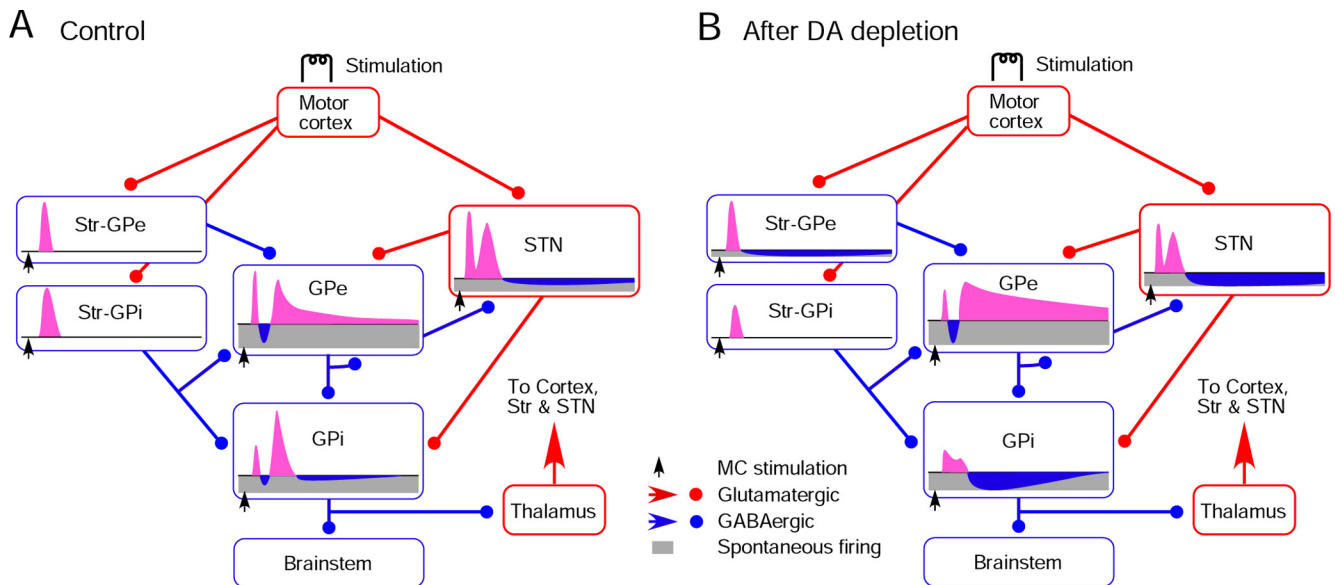 A Control
Stimulation
Motor
cortex
Str-GPe
STN
GPe
Str-GPi
To Cortex,
Str & STN
GPi
Thalamus
Brainstem
MC stimulation
Glutamatergic
GABAergic
Spontaneous firing
B After DA depletion
Stimulation
Motor
cortex
Str-GPe
STN
GPe
Str-GPi
To Cortex,
Str & STN
GPi
Thalamus
Brainstem